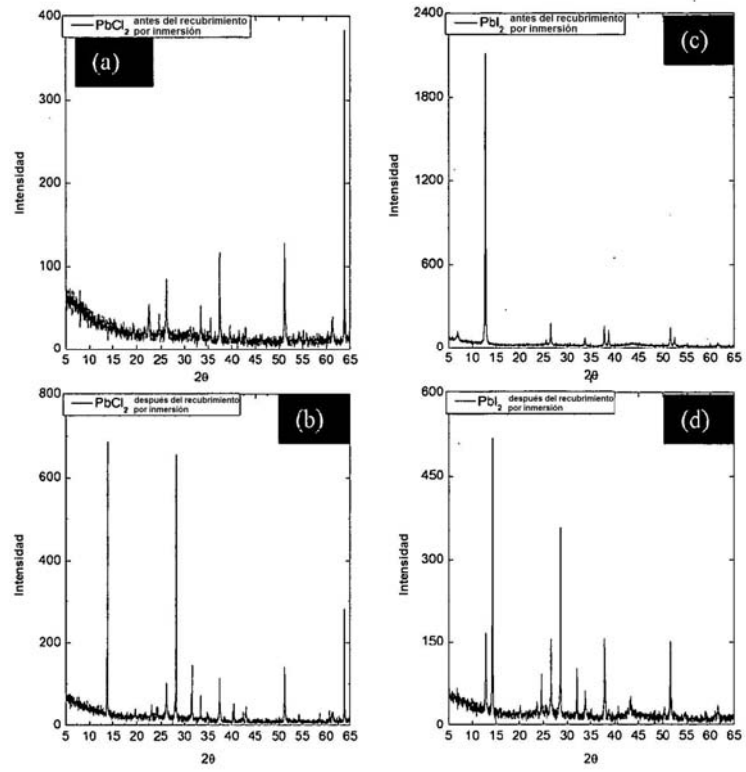 PbCl2 antes del recubrimiento
por inmersión
(a)
400
300
200
100
0
Intensidad
5 10 15 20 25 30 35 40 45 50 55 60 65
2θ
PbI2 antes del recubrimiento
por inmersión
(c)
2400
1800
1200
600
0
Intensidad
5 10 15 20 25 30 35 40 45 50 55 60 65
2θ
PbCl2 después del recubrimiento
por inmersión
(b)
800
600
400
200
0
Intensidad
5 10 15 20 25 30 35 40 45 50 55 60 65
2θ
PbI2 después del recubrimiento
por inmersión
(d)
600
450
300
150
0
Intensidad
5 10 15 20 25 30 35 40 45 50 55 60 65
2θ